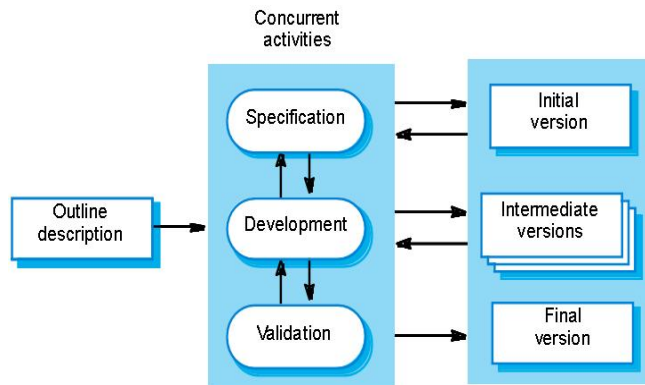 Concurrent
activities
Specification
Initial
version
Outline
description
Development
Intermediate
versions
Validation
Final
version